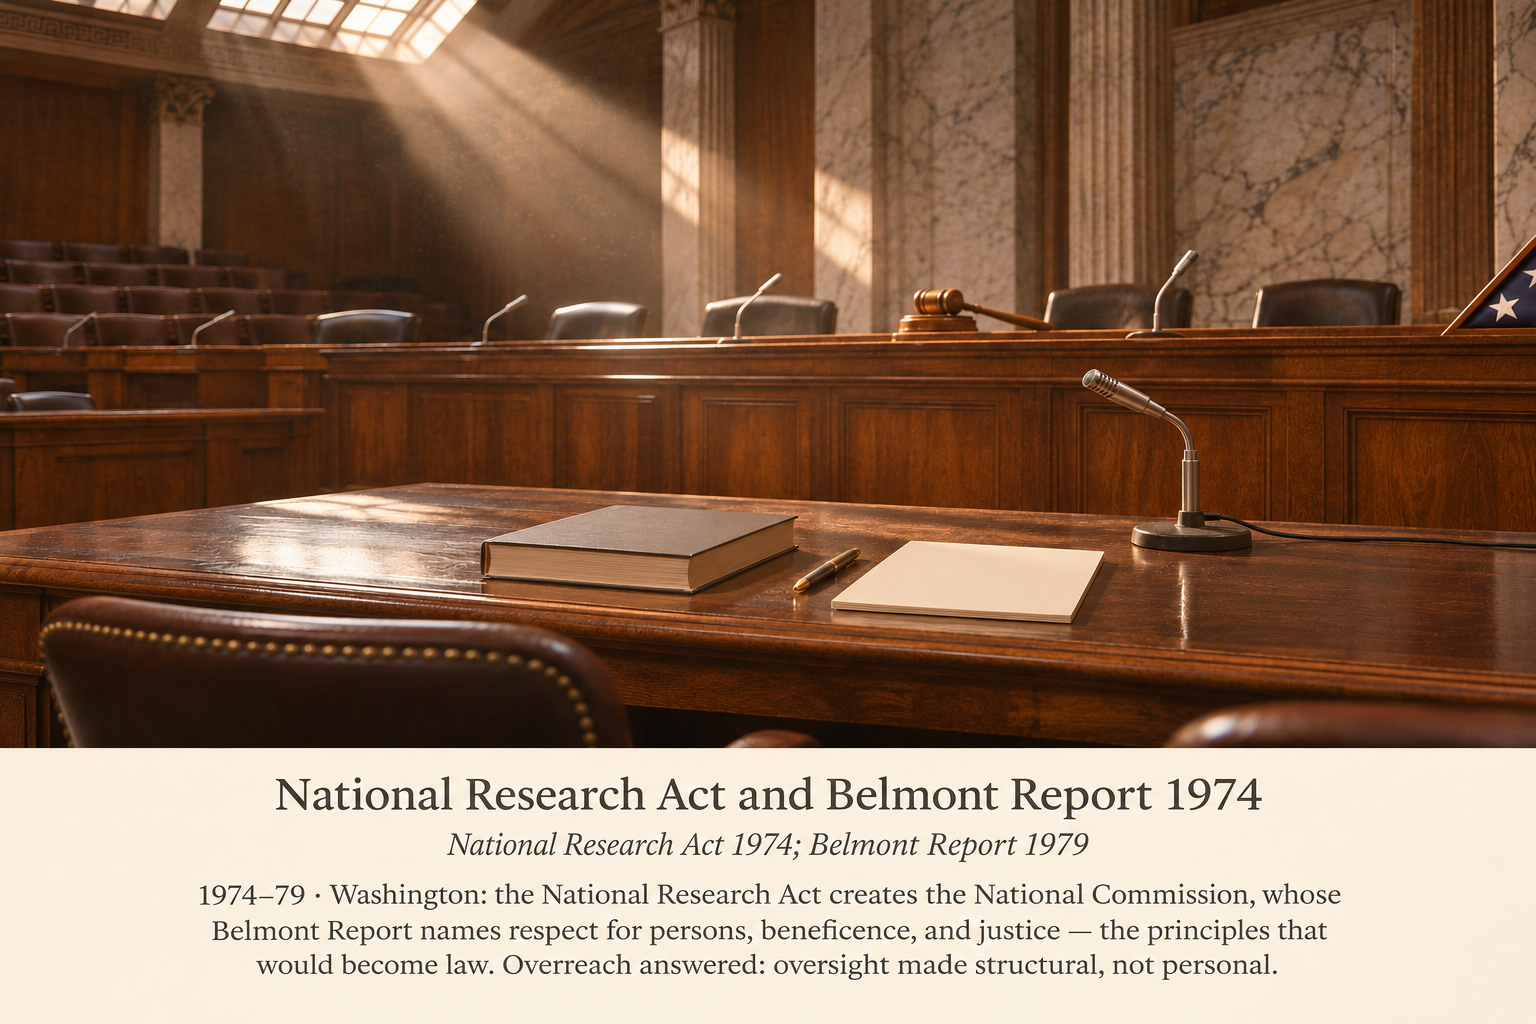 National Research Act and Belmont Report 1974
National Research Act 1974; Belmont Report 1979
1974–79 · Washington: the National Research Act creates the National Commission, whose
Belmont Report names respect for persons, beneficence, and justice — the principles that
would become law. Overreach answered: oversight made structural, not personal.